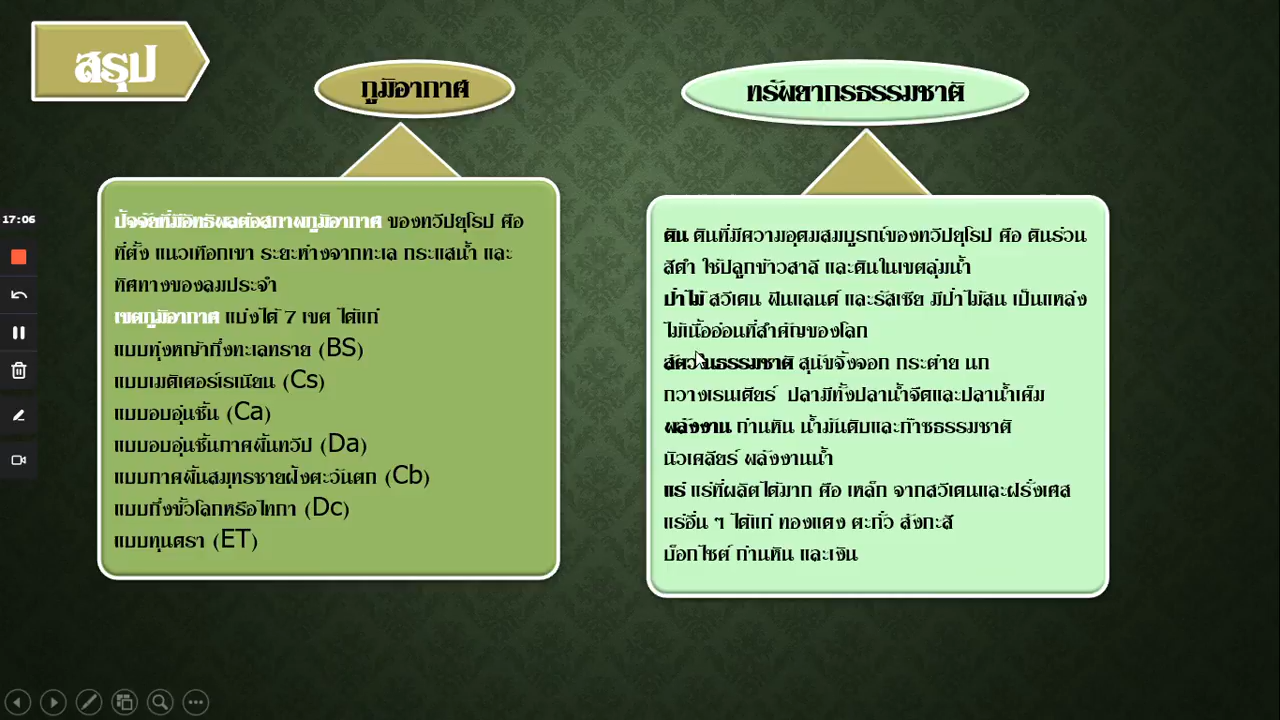 สรุป
ภูมิอากาศ
ปัจจัยที่มีอิทธิพลต่อสภาพภูมิอากาศ ของทวีปยุโรป คือ
ที่ตั้ง แนวเทือกเขา ระยะห่างจากทะเล กระแสน้ำ และ
ทิศทางของลมประจำ
เขตภูมิอากาศ แบ่งได้ 7 เขต ได้แก่
แบบทุ่งหญ้ากึ่งทะเลทราย (BS)
แบบเมดิเตอร์เรเนียน (Cs)
แบบอบอุ่นชื้น (Ca)
แบบอบอุ่นชื้นภาคพื้นทวีป (Da)
แบบภาคพื้นสมุทรชายฝั่งตะวันตก (Cb)
แบบกึ่งขั้วโลกหรือไทกา (Dc)
แบบทุนดรา (ET)
ทรัพยากรธรรมชาติ
ดิน ดินที่มีความอุดมสมบูรณ์ของทวีปยุโรป คือ ดินร่วน
สีดำ ใช้ปลูกข้าวสาลี และดินในเขตลุ่มน้ำ
ป่าไม้ สวีเดน ฟินแลนด์ และรัสเซีย มีป่าไม้สน เป็นแหล่ง
ไม้เนื้ออ่อนที่สำคัญของโลก
สัตว์ในธรรมชาติ สุนัขจิ้งจอก กระต่าย นก
กวางเรนเดียร์ ปลามีทั้งปลาน้ำจืดและปลาน้ำเค็ม
พลังงาน ถ่านหิน น้ำมันดิบและก๊าซธรรมชาติ
นิวเคลียร์ พลังงานน้ำ
แร่ แร่ที่ผลิตได้มาก คือ เหล็ก จากสวีเดนและฝรั่งเศส
แร่อื่น ๆ ได้แก่ ทองแดง ตะกั่ว สังกะสี
บ๊อกไซต์ ถ่านหิน และเงิน
17:06